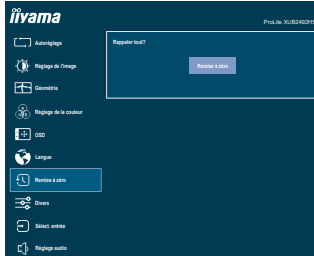 iiyama
ProLite XUB2492HS
Autoréglage
Rappeler tout?
Réglage de l'image
Remise à zéro
Géométrie
Réglage de la couleur
OSD
Langue
Remise à zéro
Divers
Sélect. entrée
Réglage audio